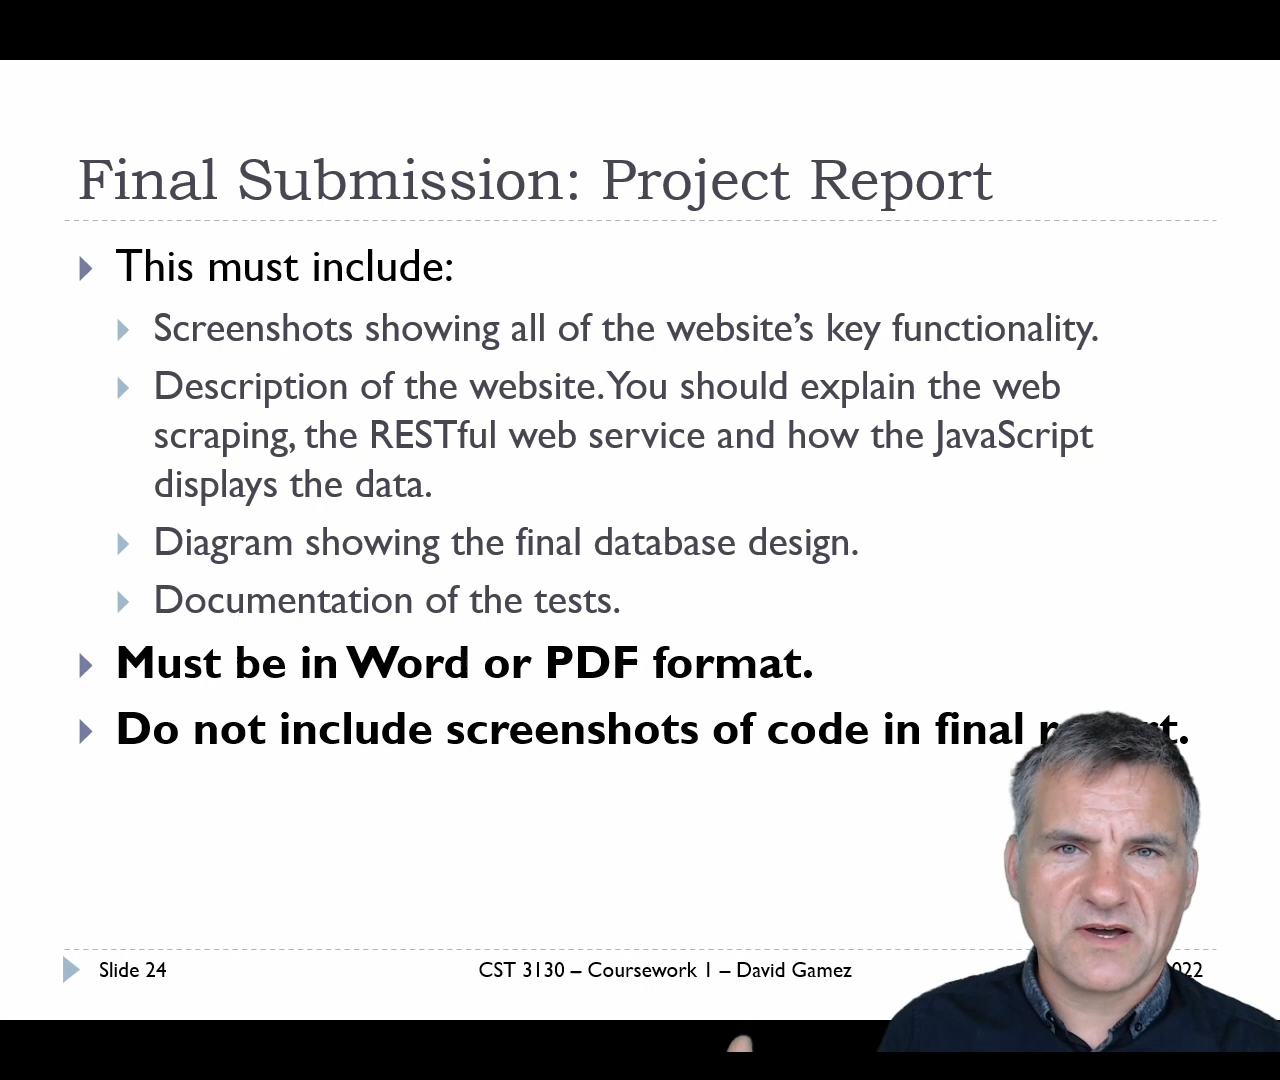 Final Submission: Project Report
This must include:
Screenshots showing all of the website’s key functionality.
Description of the website. You should explain the web
scraping, the RESTful web service and how the JavaScript
displays the data.
Diagram showing the final database design.
Documentation of the tests.
Must be in Word or PDF format.
Do not include screenshots of code in final
Slide 24
CST 3130 – Coursework 1 – David Gamez